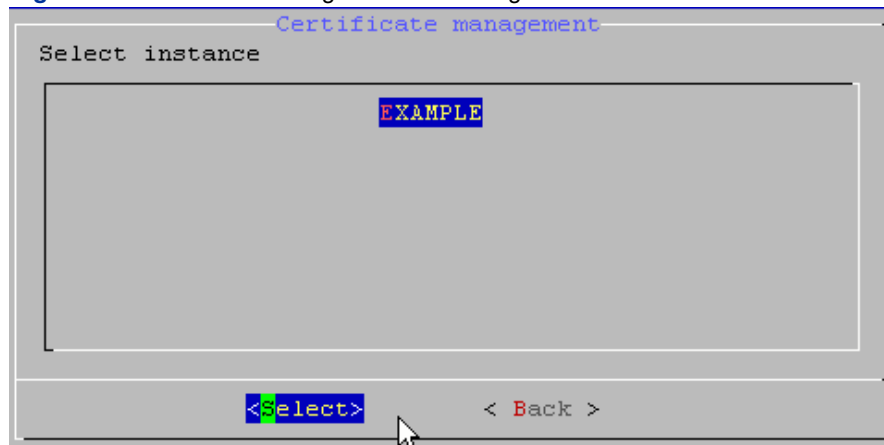 Certificate management
Select instance
EXAMPLE
<Select> < Back >